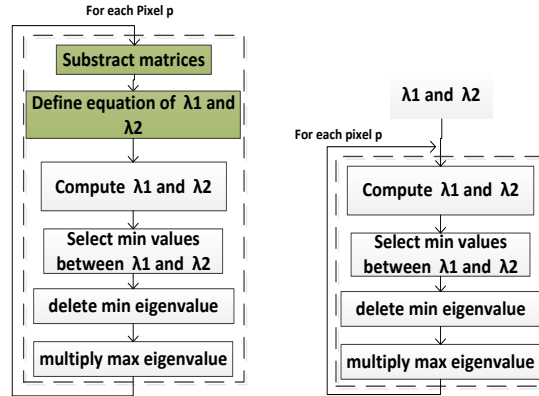 For each Pixel p
Substract matrices
Define equation of λ1 and
λ2
Compute λ1 and λ2
Select min values
between λ1 and λ2
delete min eigenvalue
multiply max eigenvalue
λ1 and λ2
For each pixel p
Compute λ1 and λ2
Select min values
between λ1 and λ2
delete min eigenvalue
multiply max eigenvalue